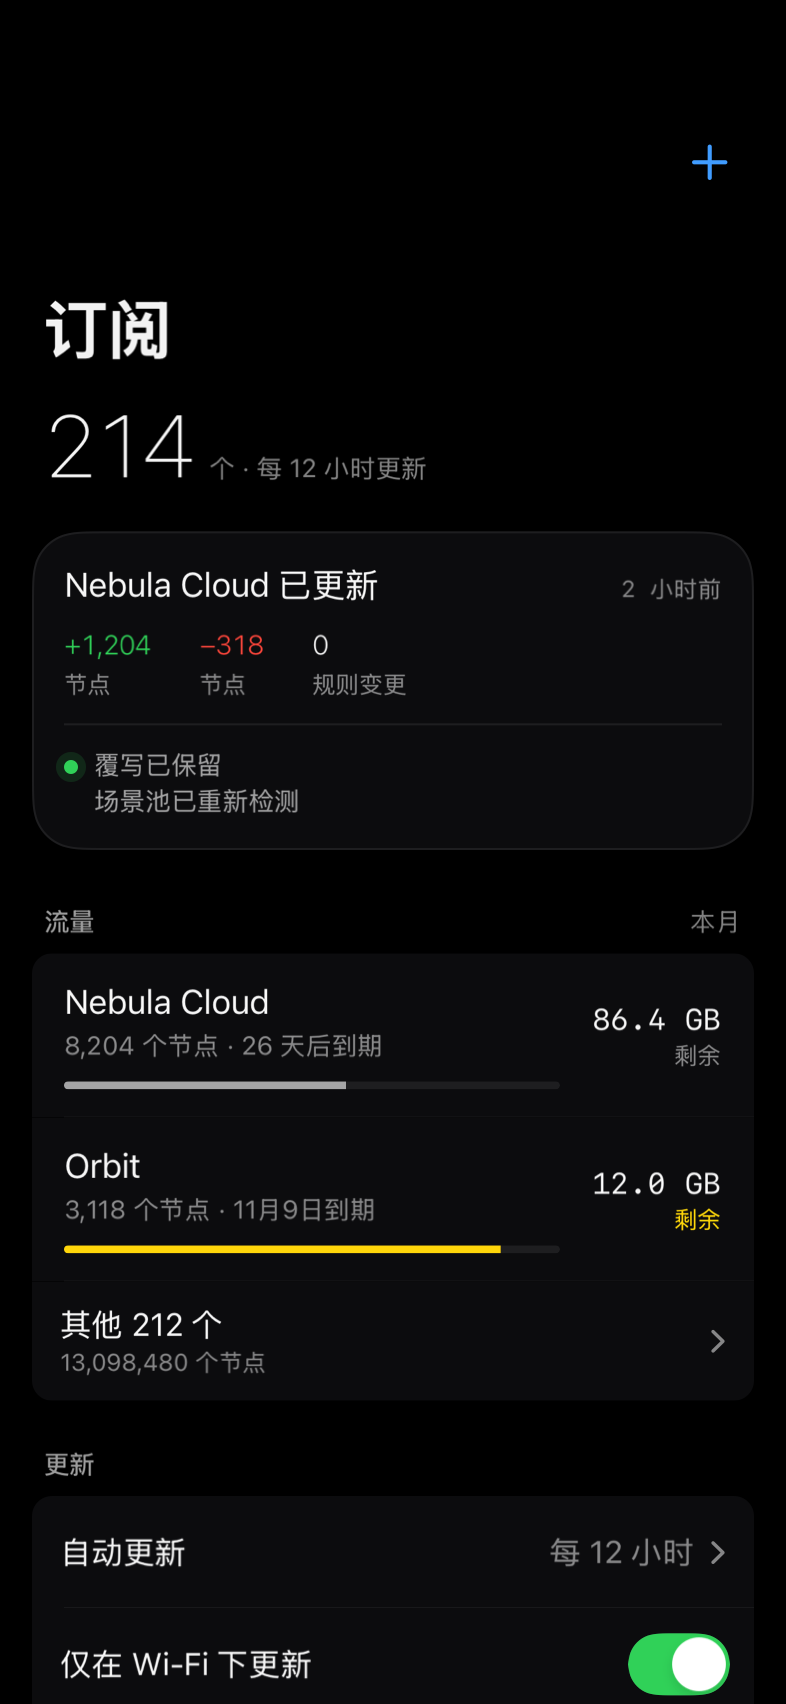 订阅
214 个 · 每 12 小时更新
Nebula Cloud 已更新 2 小时前
+1,204 −318 0
节点 节点 规则变更
覆写已保留
场景池已重新检测
流量 本月
Nebula Cloud
86.4 GB
8,204 个节点 · 26 天后到期
剩余
Orbit
12.0 GB
3,118 个节点 · 11月9日到期
剩余
其他 212 个
13,098,480 个节点
更新
自动更新 每 12 小时
仅在 Wi-Fi 下更新